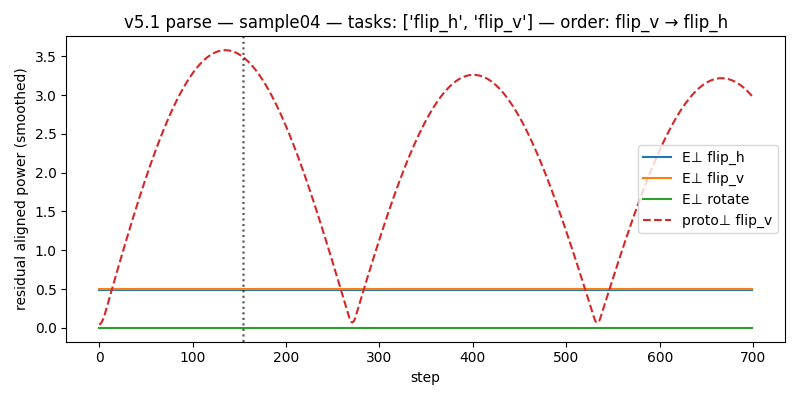 v5.1 parse — sample04 — tasks: ['flip_h', 'flip_v'] — order: flip_v → flip_h
residual aligned power (smoothed)
3.5
3.0
2.5
2.0
1.5
1.0
0.5
0.0
E⊥ flip_h
E⊥ flip_v
E⊥ rotate
proto⊥ flip_v
0 100 200 300 400 500 600 700
step